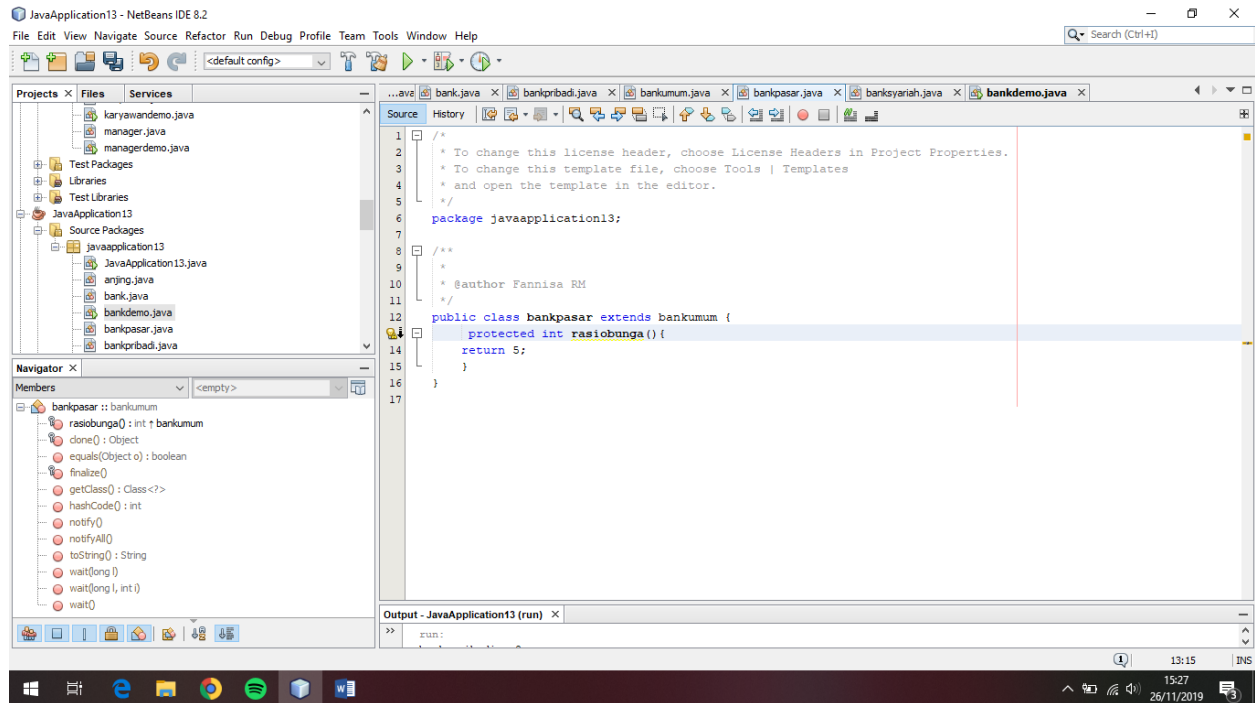 JavaApplication13 - NetBeans IDE 8.2
File Edit View Navigate Source Refactor Run Debug Profile Team Tools Window Help
Search (Ctrl+I)
<default config>
Projects Files Services
karyawandemo.java
manager.java
managerdemo.java
Test Packages
Libraries
Test Libraries
JavaApplication13
Source Packages
javaapplication13
JavaApplication13.java
anjing.java
bank.java
bankdemo.java
bankpasar.java
bankpribadi.java
Navigator
Members <empty>
bankpasar :: bankumum
rasiobunga() : int ↑ bankumum
clone() : Object
equals(Object o) : boolean
finalize()
getClass() : Class<?>
hashCode() : int
notify()
notifyAll()
toString() : String
wait(long l)
wait(long l, int i)
wait()
...ava bank.java bankpribadi.java bankumum.java bankpasar.java banksyariah.java bankdemo.java
Source History
1 /*
2 * To change this license header, choose License Headers in Project Properties.
3 * To change this template file, choose Tools | Templates
4 * and open the template in the editor.
5 */
6 package javaapplication13;
7
8 /**
9 *
10 * @author Fannisa RM
11 */
12 public class bankpasar extends bankumum {
protected int rasiobunga(){
14 return 5;
15 }
16 }
17
Output - JavaApplication13 (run)
run:
1 13:15 INS
15:27
26/11/2019
3